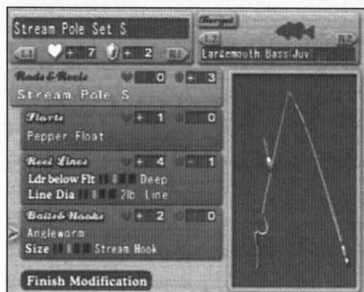 Stream Pole Set S
L1 + 7 + 2 R1
Target
L2 R2
Largemouth Bass(Juv)
Rods & Reels 0 + 3
Stream Pole S
Floats + 1 0
Pepper Float
Reel Lines + 4 - 1
Ldr below Flt Deep
Line Dia 2lb Line
Baits & Hooks + 2 0
Angleworm
Size Stream Hook
Finish Modification